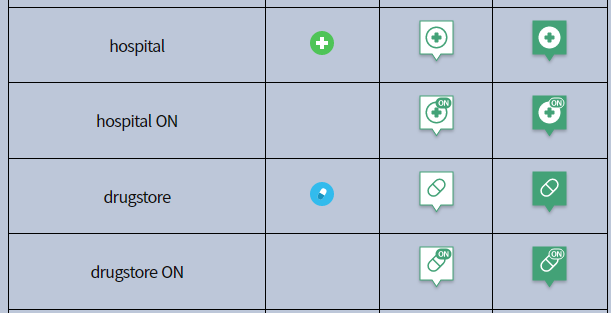 hospital
hospital ON
ON
ON
drugstore
drugstore ON
ON
ON